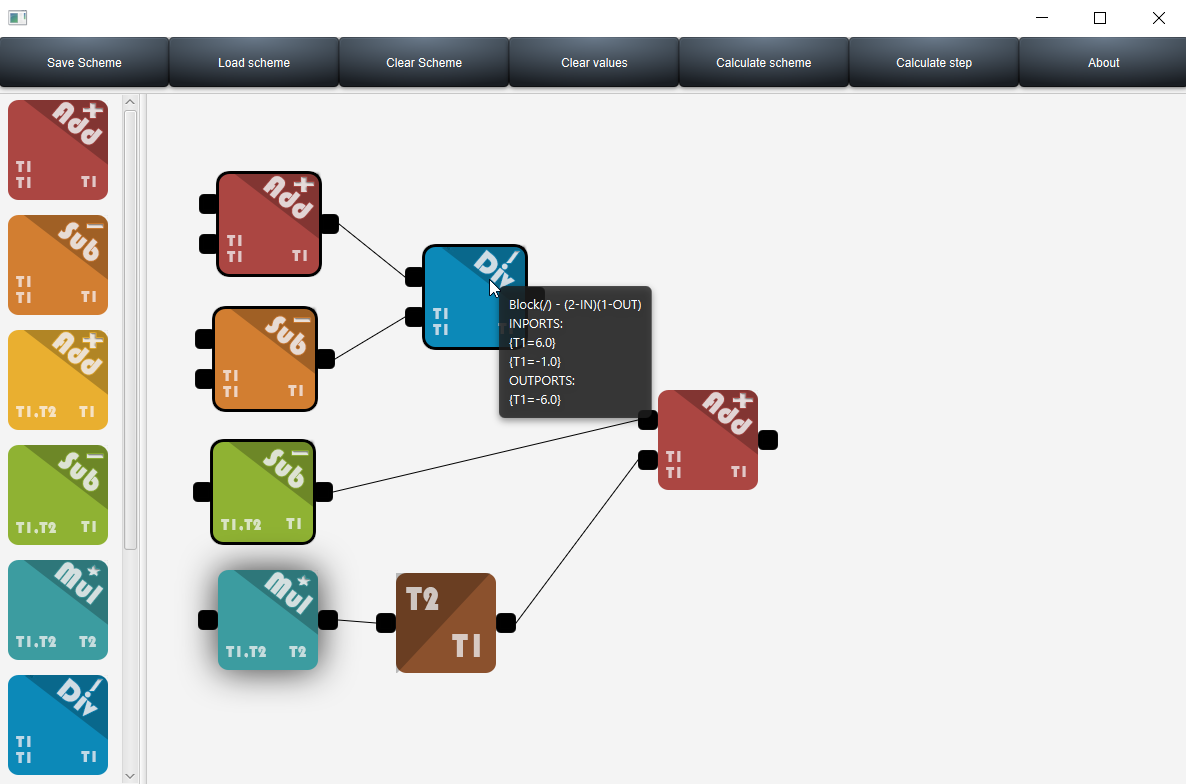 Save Scheme
Load scheme
Clear Scheme
Clear values
Calculate scheme
Calculate step
About
Add
T1
T1 T1
Sub
T1
T1 T1
Add
T1.T2 T1
Sub
T1.T2 T1
Mul
T1.T2 T2
Div
T1
T1 T1
Add
T1
T1 T1
Sub
T1
T1 T1
Sub
T1.T2 T1
Mul
T1.T2 T2
T2
T1
Div
T1
T1
Block(/) - (2-IN)(1-OUT)
INPORTS:
{T1=6.0}
{T1=-1.0}
OUTPORTS:
{T1=-6.0}
Add
T1
T1 T1